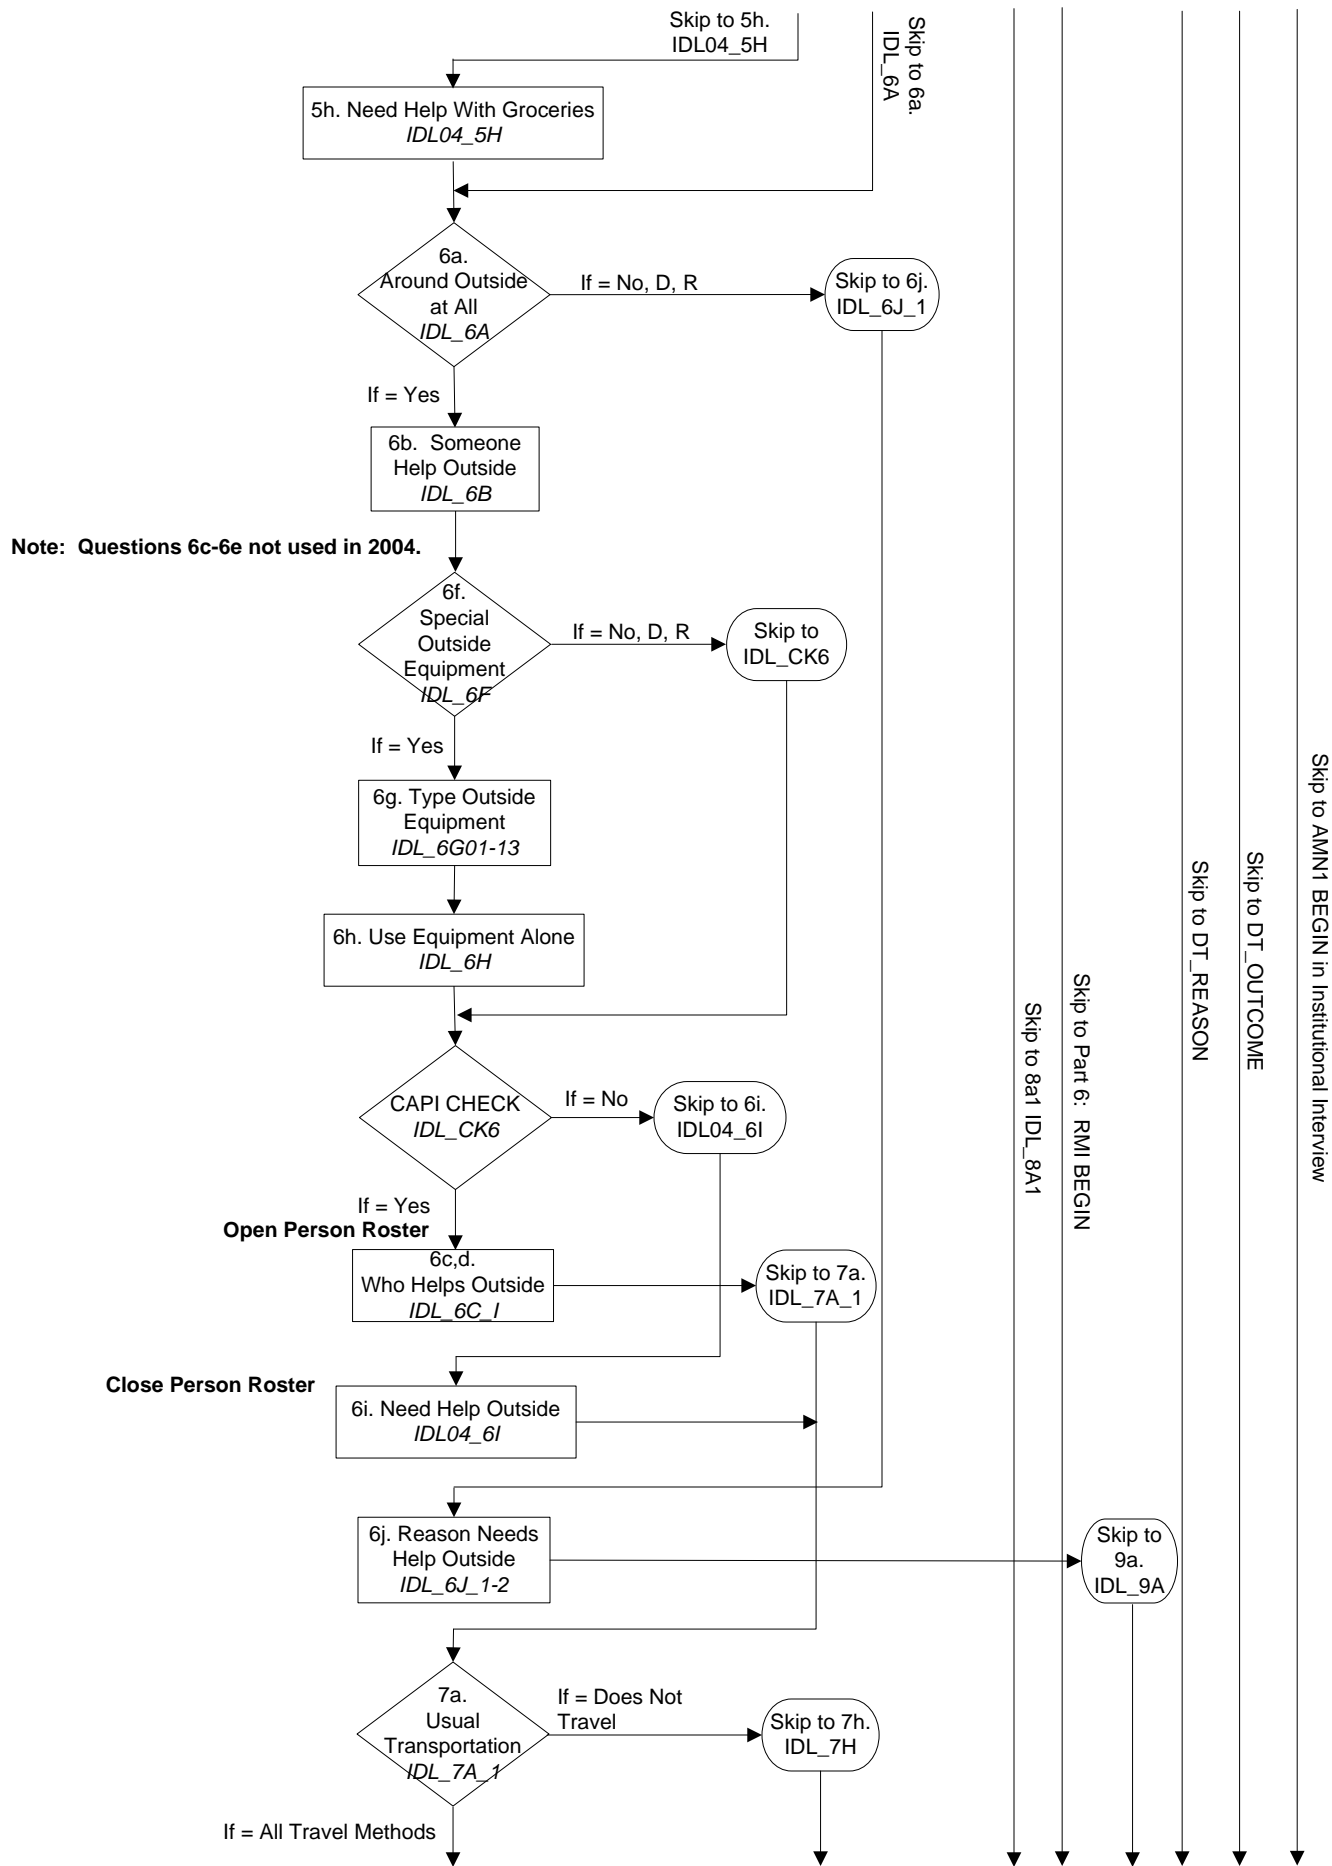 Skip to 5h.
IDL04_5H
Skip to 6a.
IDL_6A
5h. Need Help With Groceries
IDL04_5H
6a.
Around Outside
at All
IDL_6A
If = No, D, R
Skip to 6j.
IDL_6J_1
If = Yes
6b.  Someone
Help Outside
IDL_6B
Note:  Questions 6c-6e not used in 2004.
6f.
Special
Outside
Equipment
IDL_6F
If = No, D, R
Skip to
IDL_CK6
If = Yes
6g. Type Outside
Equipment
IDL_6G01-13
6h. Use Equipment Alone
IDL_6H
CAPI CHECK
IDL_CK6
If = No
Skip to 6i.
IDL04_6I
If = Yes
Open Person Roster
6c,d.
Who Helps Outside
IDL_6C_I
Skip to 7a.
IDL_7A_1
Close Person Roster
6i. Need Help Outside
IDL04_6I
6j. Reason Needs
Help Outside
IDL_6J_1-2
Skip to
9a.
IDL_9A
7a.
Usual
Transportation
IDL_7A_1
If = Does Not
Travel
Skip to 7h.
IDL_7H
If = All Travel Methods
Skip to 8a1 IDL_8A1
Skip to Part 6:  RMI BEGIN
Skip to DT_REASON
Skip to DT_OUTCOME
Skip to AMN1 BEGIN in Institutional Interview